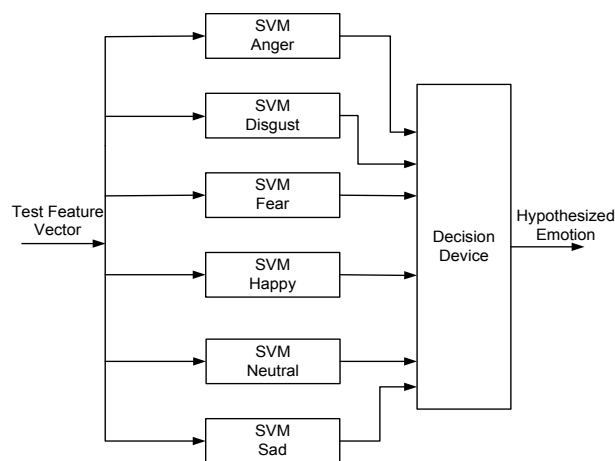 SVM
Anger
SVM
Disgust
SVM
Fear
Test Feature
Vector
SVM
Happy
SVM
Neutral
SVM
Sad
Decision
Device
Hypothesized
Emotion